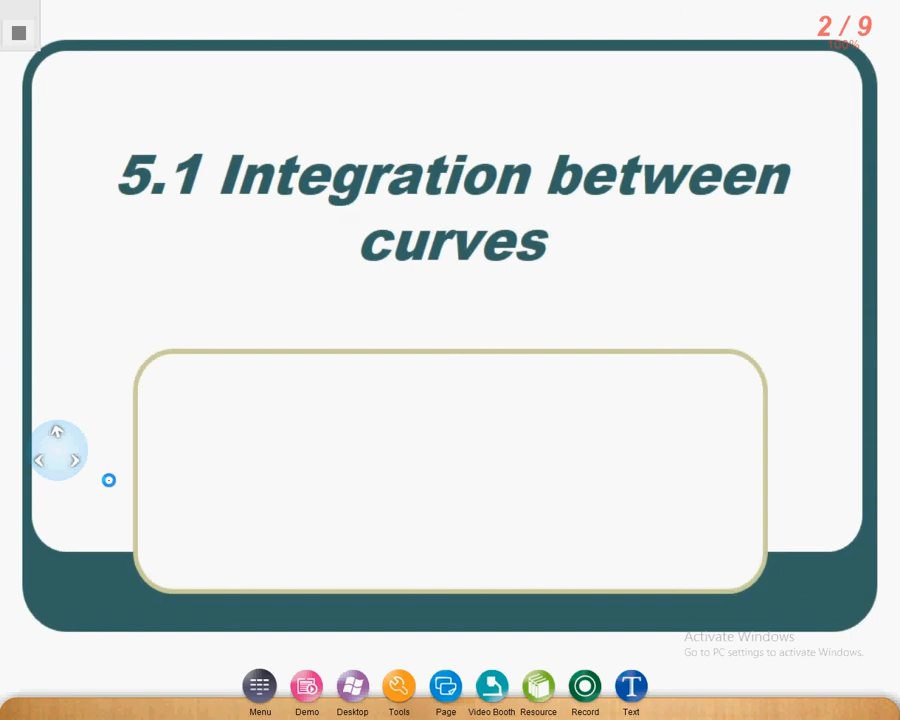 2 / 9
100%
5.1 Integration between
curves
Activate Windows
Go to PC settings to activate Windows.
Menu
Demo
Desktop
Tools
Page
Video Booth
Resource
Record
Text